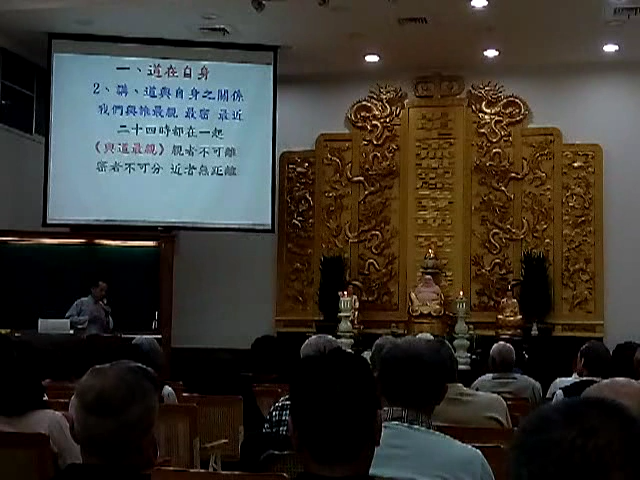 一、道在自身
2、講、道與自身之關係
我們與誰最親 最密 最近
二十四時都在一起
《與道最親》親者不可離
密者不可分 近者無距離